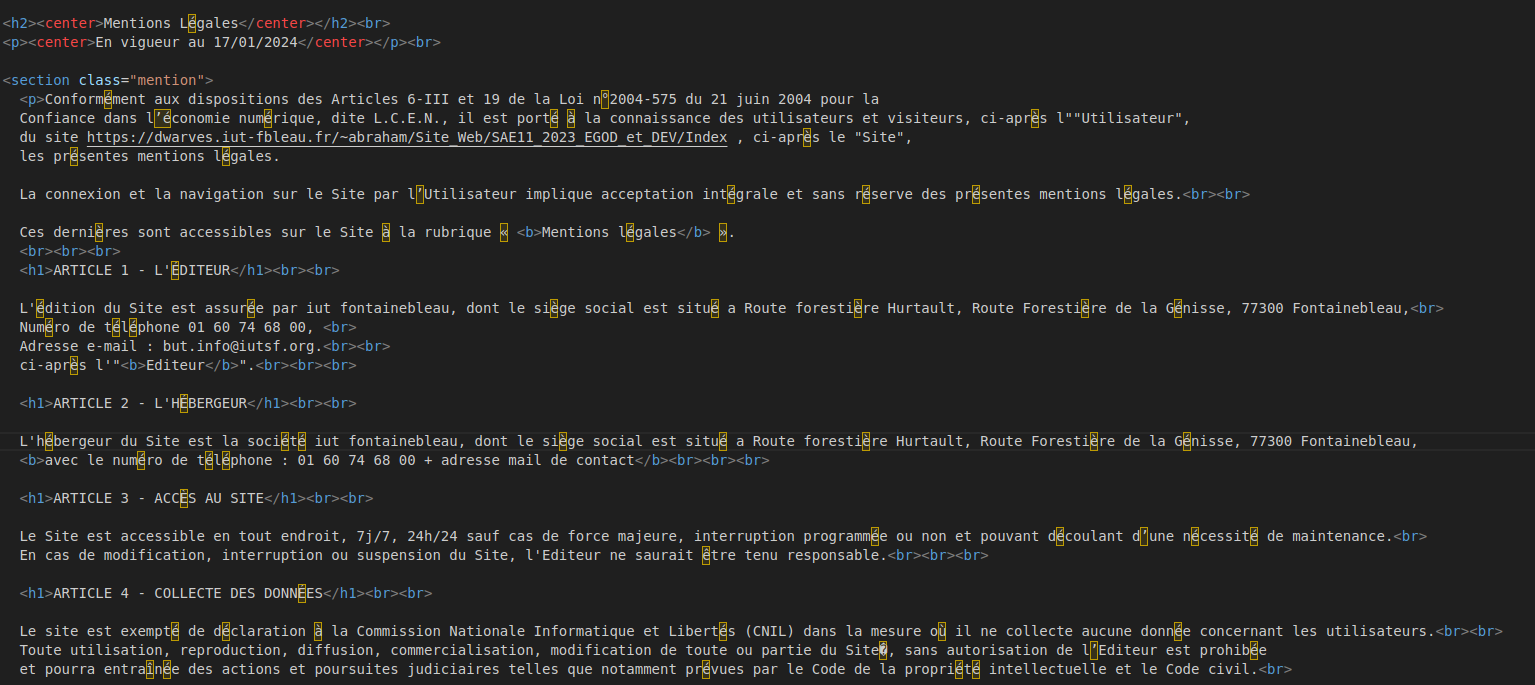 <h2><center>Mentions Légales</center></h2><br>
<p><center>En vigueur au 17/01/2024</center></p><br>
<section class="mention">
<p>Conformément aux dispositions des Articles 6-III et 19 de la Loi n°2004-575 du 21 juin 2004 pour la
Confiance dans l’économie numérique, dite L.C.E.N., il est porté à la connaissance des utilisateurs et visiteurs, ci-après l""Utilisateur",
du site https://dwarves.iut-fbleau.fr/~abraham/Site_Web/SAE11_2023_EGOD_et_DEV/Index , ci-après le "Site",
les présentes mentions légales.
La connexion et la navigation sur le Site par l’Utilisateur implique acceptation intégrale et sans réserve des présentes mentions légales.<br><br>
Ces dernières sont accessibles sur le Site à la rubrique « <b>Mentions légales</b> ».
<br><br><br>
<h1>ARTICLE 1 - L'ÉDITEUR</h1><br><br>
L'édition du Site est assurée par iut fontainebleau, dont le siège social est situé a Route forestière Hurtault, Route Forestière de la Génisse, 77300 Fontainebleau,<br>
Numéro de téléphone 01 60 74 68 00, <br>
Adresse e-mail : but.info@iutsf.org.<br><br>
ci-après l'"<b>Editeur</b>".<br><br><br>
<h1>ARTICLE 2 - L'HÉBERGEUR</h1><br><br>
L'hébergeur du Site est la société iut fontainebleau, dont le siège social est situé a Route forestière Hurtault, Route Forestière de la Génisse, 77300 Fontainebleau,
<b>avec le numéro de téléphone : 01 60 74 68 00 + adresse mail de contact</b><br><br><br>
<h1>ARTICLE 3 - ACCÈS AU SITE</h1><br><br>
Le Site est accessible en tout endroit, 7j/7, 24h/24 sauf cas de force majeure, interruption programmée ou non et pouvant découlant d’une nécessité de maintenance.<br>
En cas de modification, interruption ou suspension du Site, l'Editeur ne saurait être tenu responsable.<br><br><br>
<h1>ARTICLE 4 - COLLECTE DES DONNÉES</h1><br><br>
Le site est exempté de déclaration à la Commission Nationale Informatique et Libertés (CNIL) dans la mesure où il ne collecte aucune donnée concernant les utilisateurs.<br><br>
Toute utilisation, reproduction, diffusion, commercialisation, modification de toute ou partie du Site�, sans autorisation de l’Editeur est prohibée
et pourra entraînée des actions et poursuites judiciaires telles que notamment prévues par le Code de la propriété intellectuelle et le Code civil.<br>